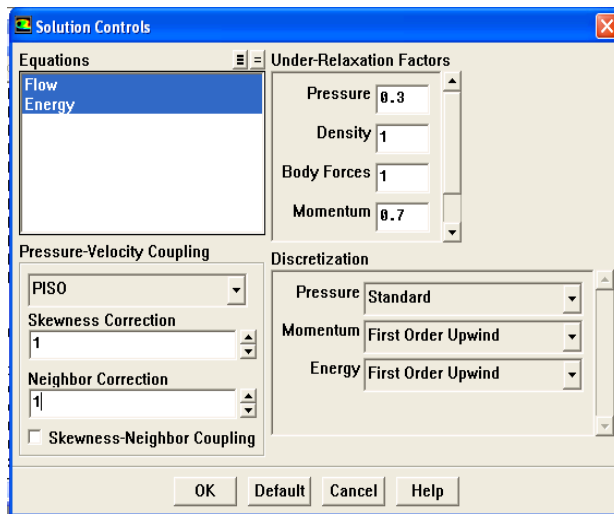 Solution Controls
Equations
Flow
Energy
Under-Relaxation Factors
Pressure 0.3
Density 1
Body Forces 1
Momentum 0.7
Pressure-Velocity Coupling
PISO
Skewness Correction
1
Neighbor Correction
1
Skewness-Neighbor Coupling
Discretization
Pressure Standard
Momentum First Order Upwind
Energy First Order Upwind
OK Default Cancel Help